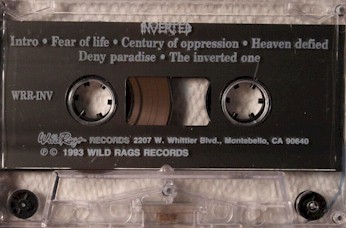 INVERTED
Intro • Fear of life • Century of oppression • Heaven defied
Deny paradise • The inverted one
WRR-INV
Wild Rags RECORDS 2207 W. Whittier Blvd., Montebello, CA 90640
℗ © 1993 WILD RAGS RECORDS